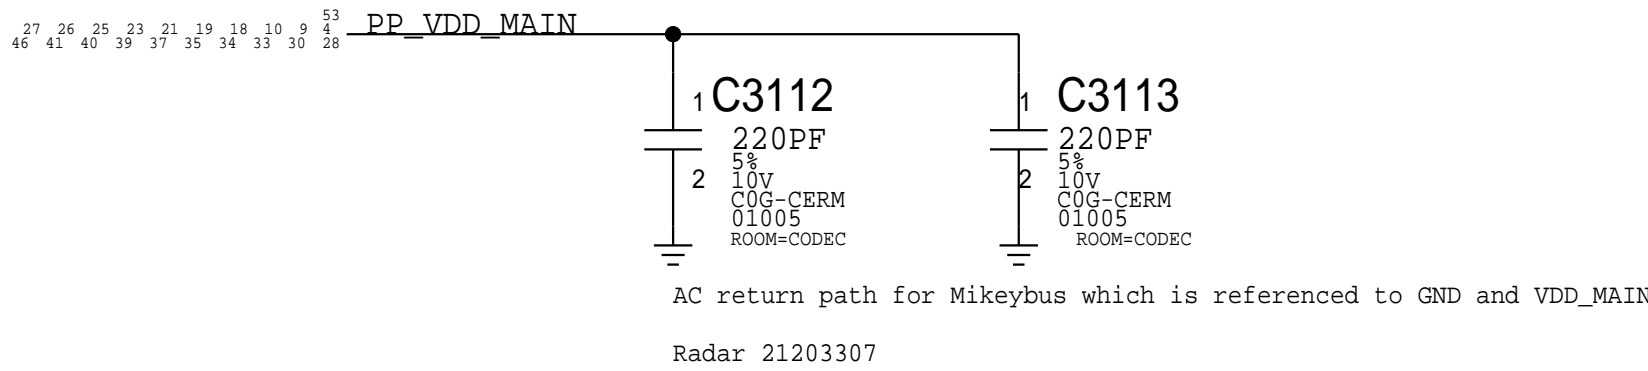 53
27 26 25 23 21 19 18 10 9 4
46 41 40 39 37 35 34 33 30 28
PP_VDD_MAIN
1 C3112
220PF
5%
2 10V
C0G-CERM
01005
ROOM=CODEC
1 C3113
220PF
5%
2 10V
C0G-CERM
01005
ROOM=CODEC
AC return path for Mikeybus which is referenced to GND and VDD_MAIN
Radar 21203307